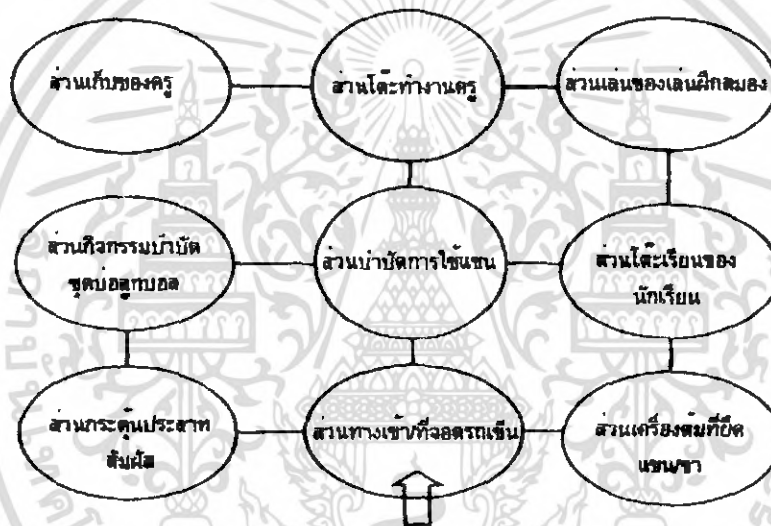 ส่วนเก็บของครู
ส่วนโต๊ะทำงานครู
ส่วนเล่นของเล่นฝึกสมอง
ส่วนกิจกรรมบำบัด
ชุดบ่อลูกบอล
ส่วนบำบัดการใช้แขน
ส่วนโต๊ะเรียนของ
นักเรียน
ส่วนกระตุ้นประสาท
สัมผัส
ส่วนทางเข้า/ที่จอดรถเข็น
ส่วนเครื่องดึงที่ยึด
แขน/ขา